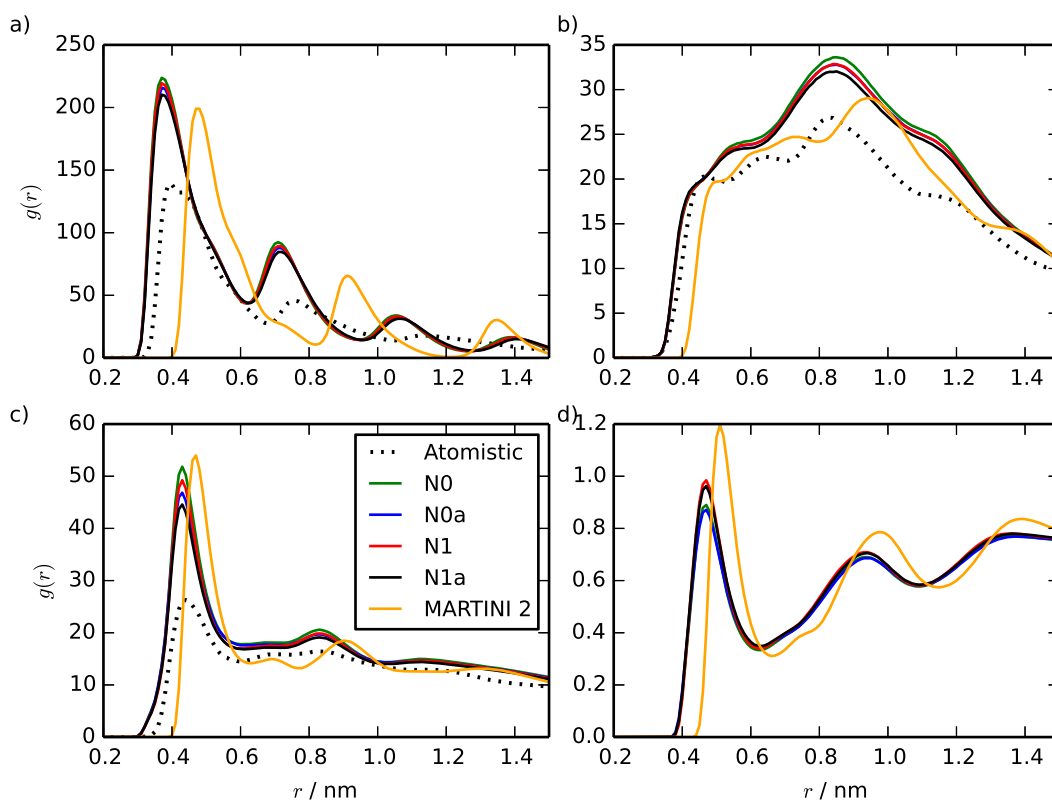 a)
250
200
150
100
50
0
g(r)
0.2 0.4 0.6 0.8 1.0 1.2 1.4
b)
35
30
25
20
15
10
5
0
0.2 0.4 0.6 0.8 1.0 1.2 1.4
c)
60
50
40
30
20
10
0
g(r)
0.2 0.4 0.6 0.8 1.0 1.2 1.4
r / nm
Atomistic
N0
N0a
N1
N1a
MARTINI 2
d)
1.2
1.0
0.8
0.6
0.4
0.2
0.0
0.2 0.4 0.6 0.8 1.0 1.2 1.4
r / nm